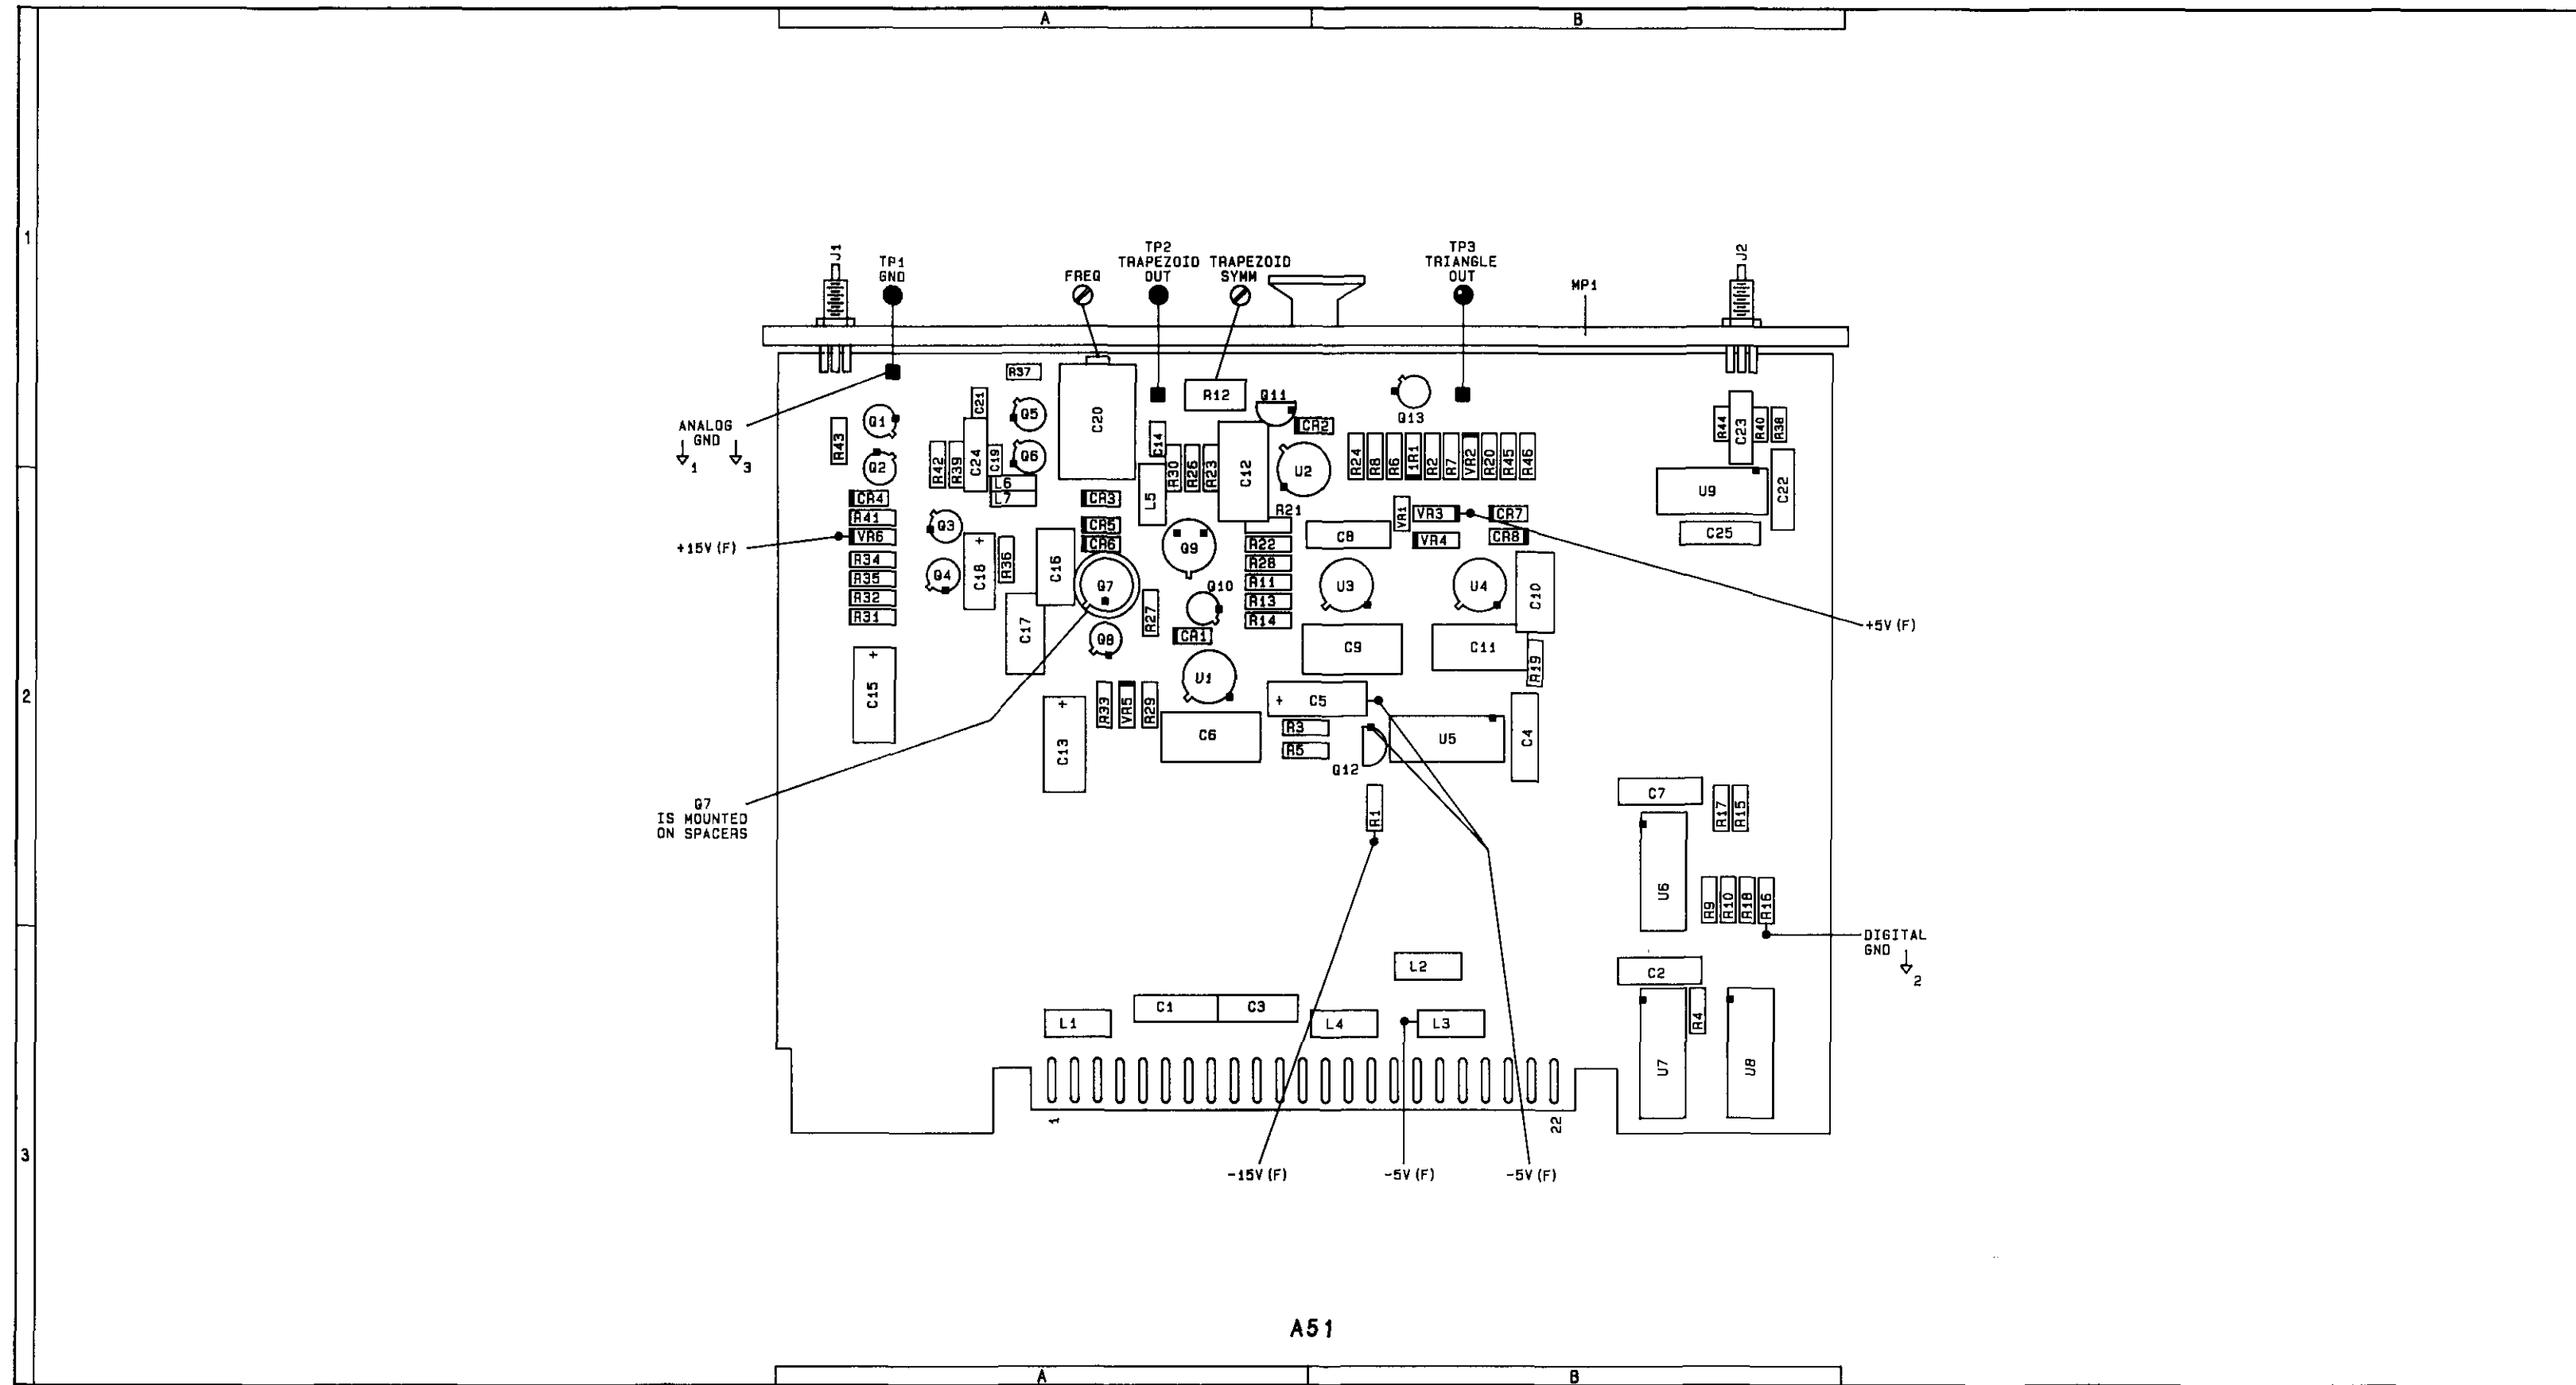 A B
1
J1
TP1
GND
FREQ
TP2
TRAPEZOID
OUT
TRAPEZOID
SYMM
TP3
TRIANGLE
OUT
MP1
J2
R37
ANALOG
GND
1 3
R43
Q1
Q2
C21
Q5
Q6
C20
R12
Q11
CR2
Q13
R44
C23
R40
R38
R42
R39
C24
C19
L6
L7
C14
R30
R26
R23
C12
U2
R24
R8
R6
R2
R7
VR2
R20
R45
R46
U9
C22
CR4
R41
VR6
+15V (F)
Q3
CR3
CR5
CR6
L5
Q9
R21
R22
R28
R11
R13
R14
C8
VR1
VR3
VR4
CR7
CR8
C25
R34
R35
R32
R31
Q4
C18
+
R36
C16
Q7
Q10
R27
CR1
U3
U4
C10
+5V (F)
C17
Q8
C9
C11
R19
2
+
C15
U1
R33
VR5
R29
+ C5
+
C13
C6
R3
R5
Q12
U5
C4
Q7
IS MOUNTED
ON SPACERS
R1
C7
R17
R15
U6
R9
R10
R18
R16
DIGITAL
GND
2
L2
C2
L1
C1
C3
L4
L3
U7
R4
U8
1 22
3
-15V (F)
-5V (F)
-5V (F)
A51
A B